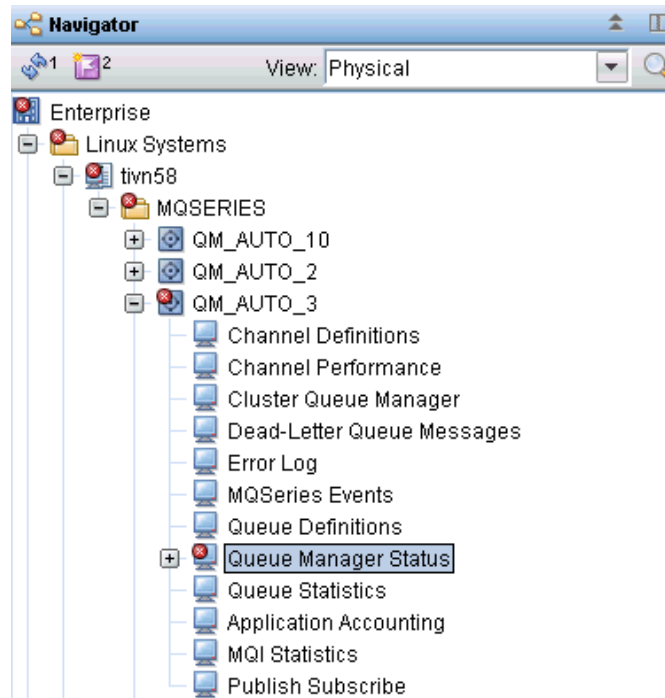 Navigator
1 2 View: Physical
Enterprise
Linux Systems
tivn58
MQSERIES
QM_AUTO_10
QM_AUTO_2
QM_AUTO_3
Channel Definitions
Channel Performance
Cluster Queue Manager
Dead-Letter Queue Messages
Error Log
MQSeries Events
Queue Definitions
Queue Manager Status
Queue Statistics
Application Accounting
MQI Statistics
Publish Subscribe